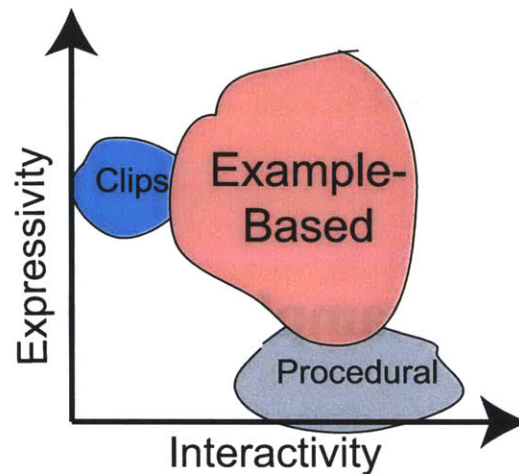 Expressivity
Clips
Example-
Based
Procedural
Interactivity